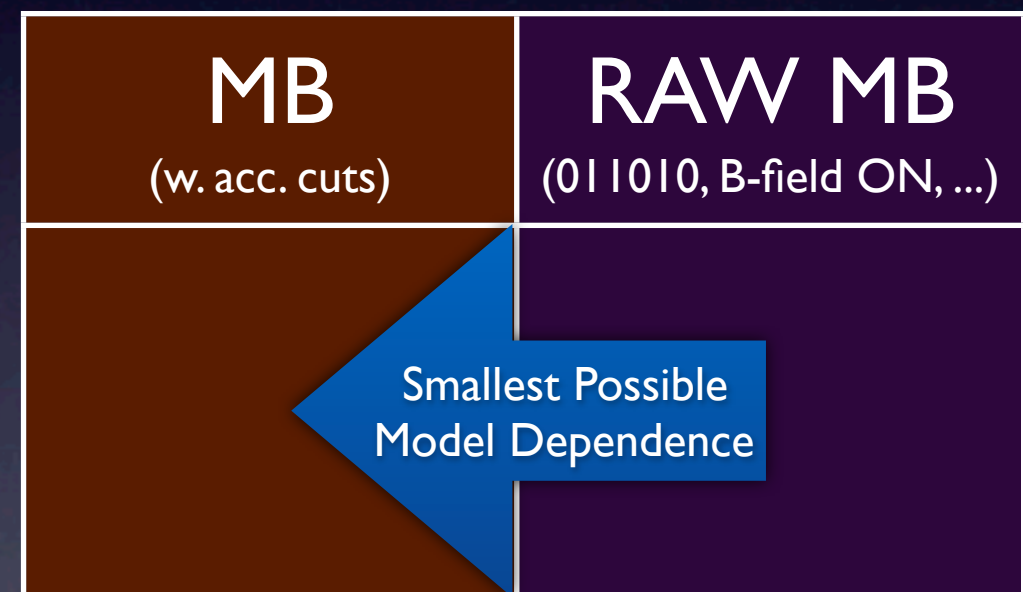 MB
(w. acc. cuts)
RAW MB
(011010, B-field ON, ...)
Smallest Possible
Model Dependence